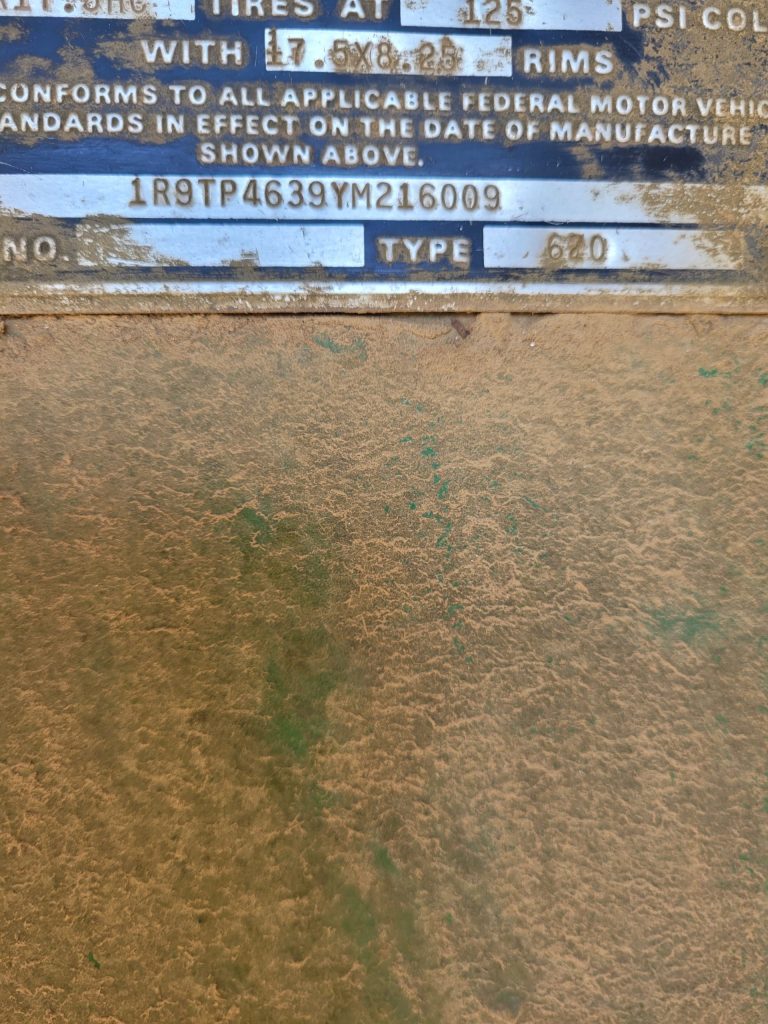 TIRES AT 125 PSI COL
WITH 17.5X8.25 RIMS
CONFORMS TO ALL APPLICABLE FEDERAL MOTOR VEHIC
ANDARDS IN EFFECT ON THE DATE OF MANUFACTURE
SHOWN ABOVE.
1R9TP4639YM216009
NO. TYPE